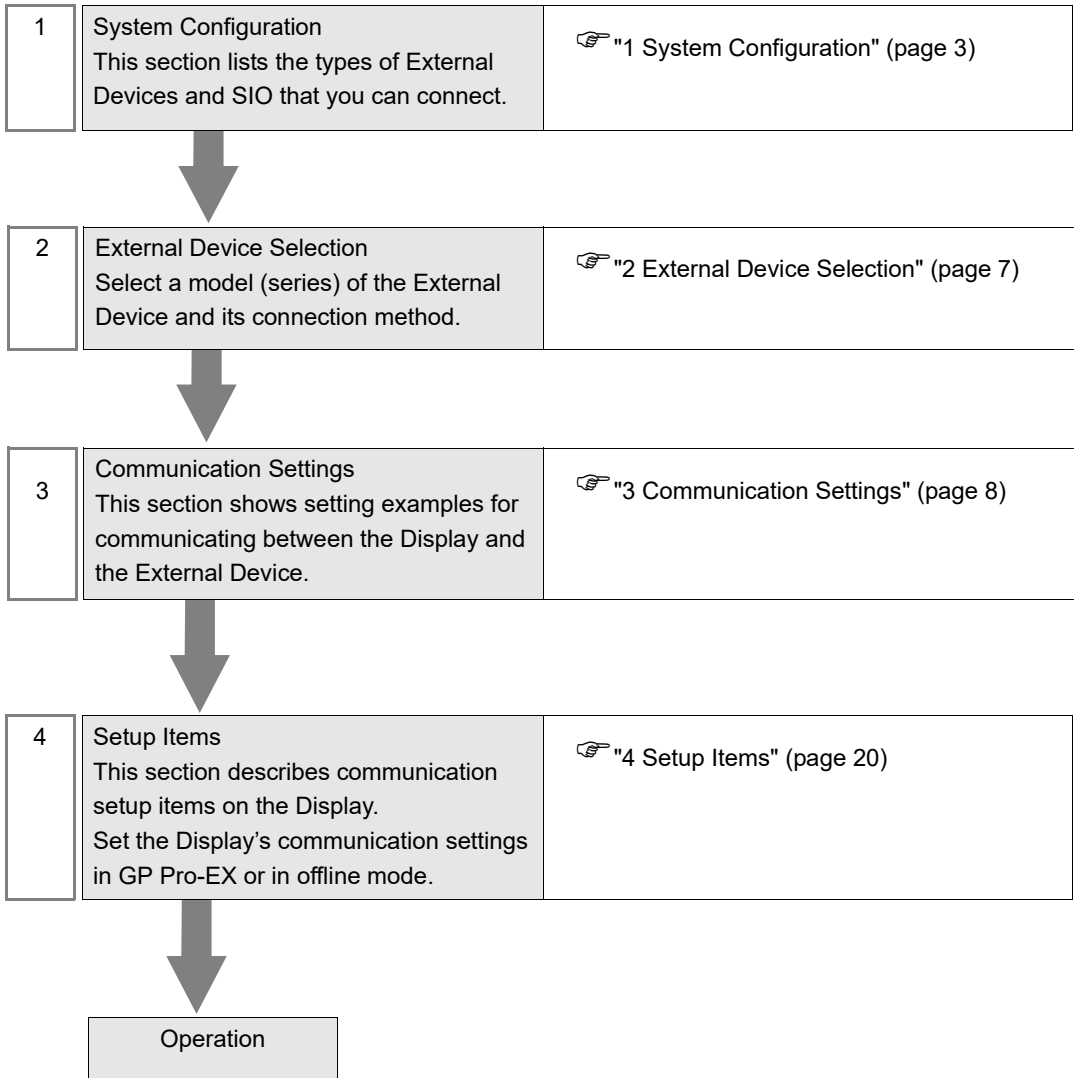 1
System Configuration
This section lists the types of External
Devices and SIO that you can connect.
"1 System Configuration" (page 3)
2
External Device Selection
Select a model (series) of the External
Device and its connection method.
"2 External Device Selection" (page 7)
3
Communication Settings
This section shows setting examples for
communicating between the Display and
the External Device.
"3 Communication Settings" (page 8)
4
Setup Items
This section describes communication
setup items on the Display.
Set the Display’s communication settings
in GP Pro-EX or in offline mode.
"4 Setup Items" (page 20)
Operation